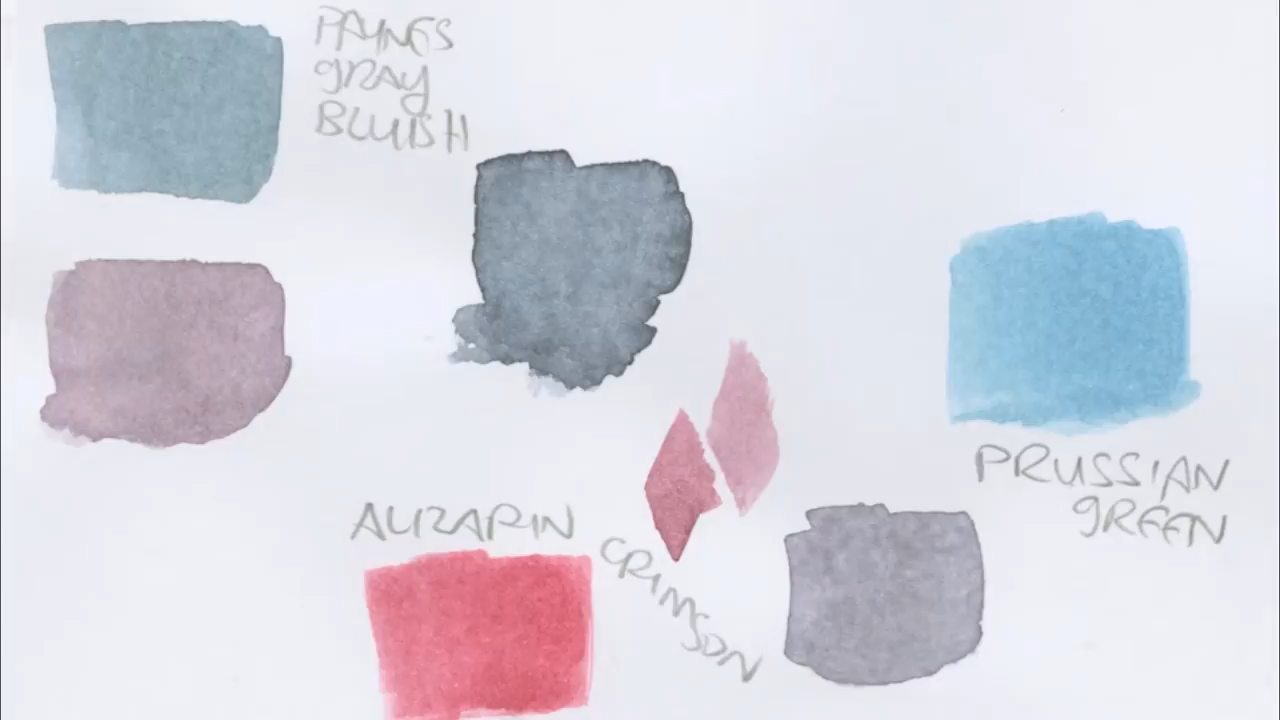 PAYNES
GRAY
BLUISH
ALIZARIN
CRIMSON
PRUSSIAN
GREEN